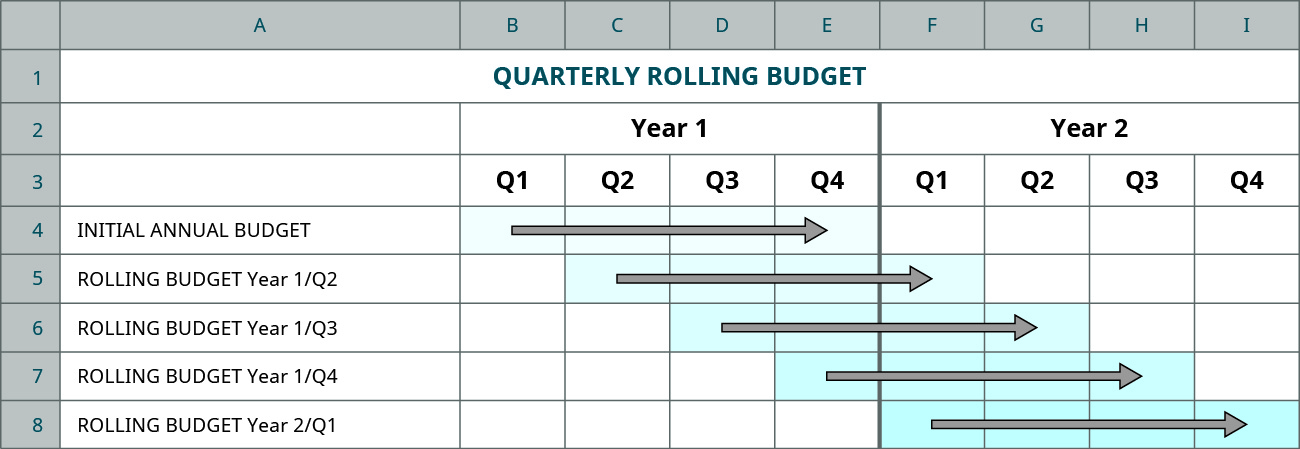 A B C D E F G H I
1 QUARTERLY ROLLING BUDGET
2 Year 1 Year 2
3 Q1 Q2 Q3 Q4 Q1 Q2 Q3 Q4
4 INITIAL ANNUAL BUDGET
5 ROLLING BUDGET Year 1/Q2
6 ROLLING BUDGET Year 1/Q3
7 ROLLING BUDGET Year 1/Q4
8 ROLLING BUDGET Year 2/Q1